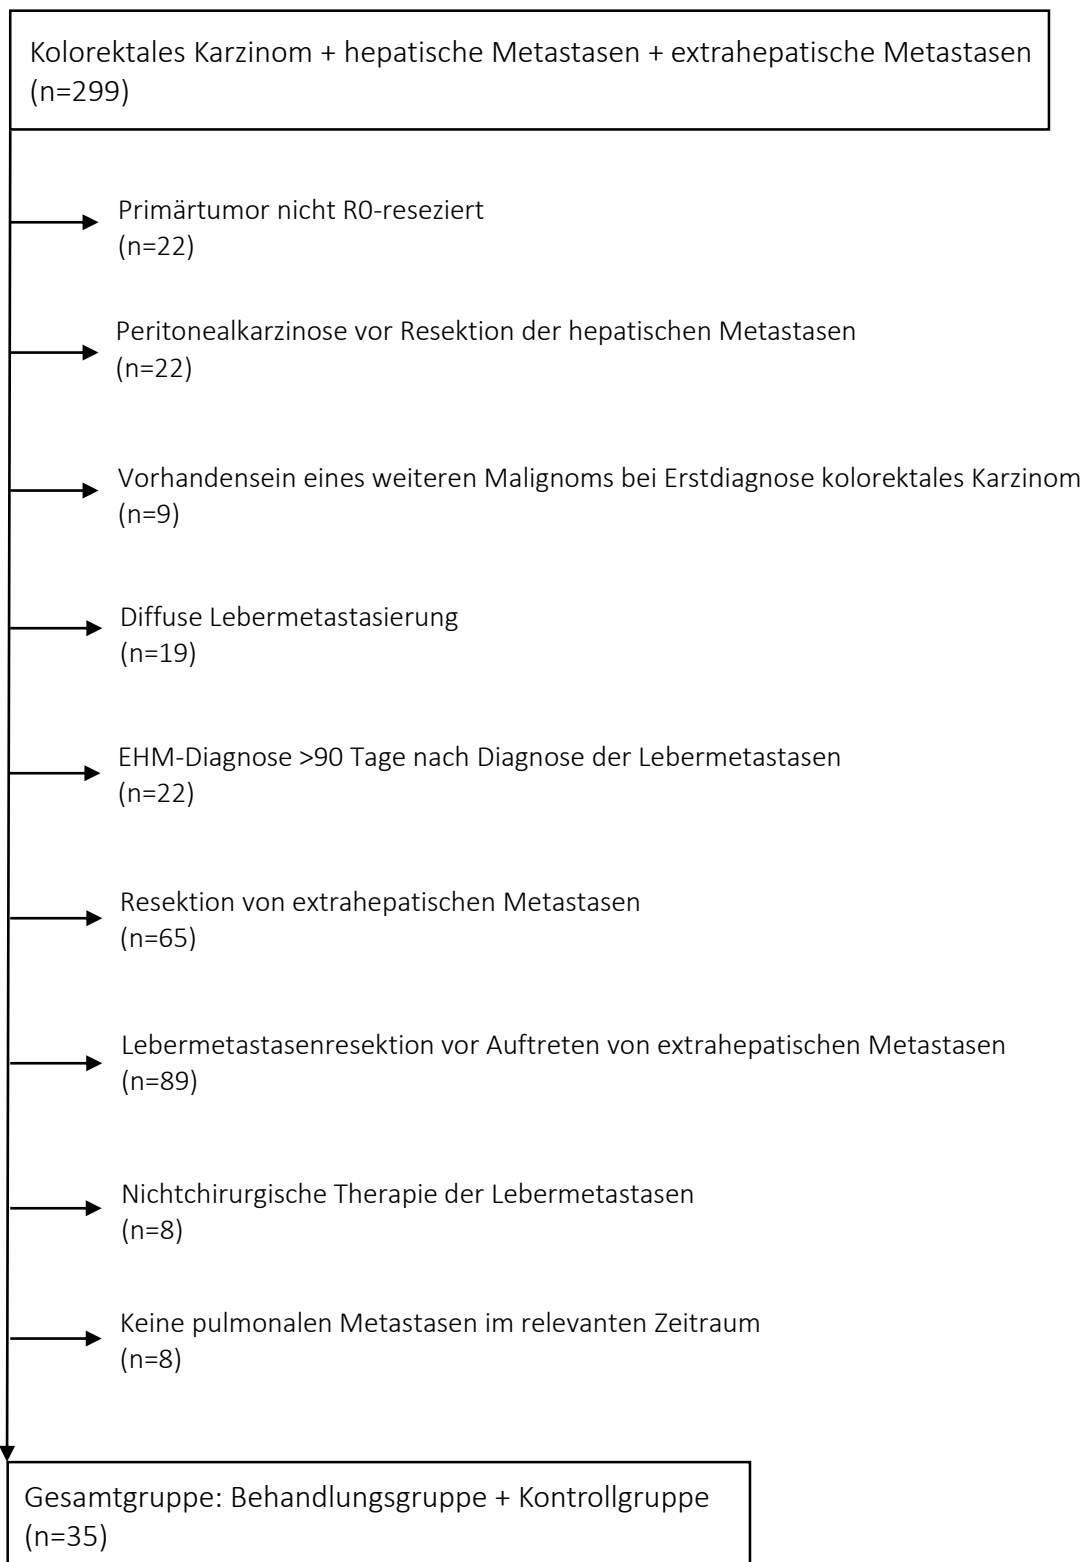 Kolorektales Karzinom + hepatische Metastasen + extrahepatische Metastasen
(n=299)
Primärtumor nicht R0-reseziert
(n=22)
Peritonealkarzinose vor Resektion der hepatischen Metastasen
(n=22)
Vorhandensein eines weiteren Malignoms bei Erstdiagnose kolorektales Karzinom
(n=9)
Diffuse Lebermetastasierung
(n=19)
EHM-Diagnose >90 Tage nach Diagnose der Lebermetastasen
(n=22)
Resektion von extrahepatischen Metastasen
(n=65)
Lebermetastasenresektion vor Auftreten von extrahepatischen Metastasen
(n=89)
Nichtchirurgische Therapie der Lebermetastasen
(n=8)
Keine pulmonalen Metastasen im relevanten Zeitraum
(n=8)
Gesamtgruppe: Behandlungsgruppe + Kontrollgruppe
(n=35)